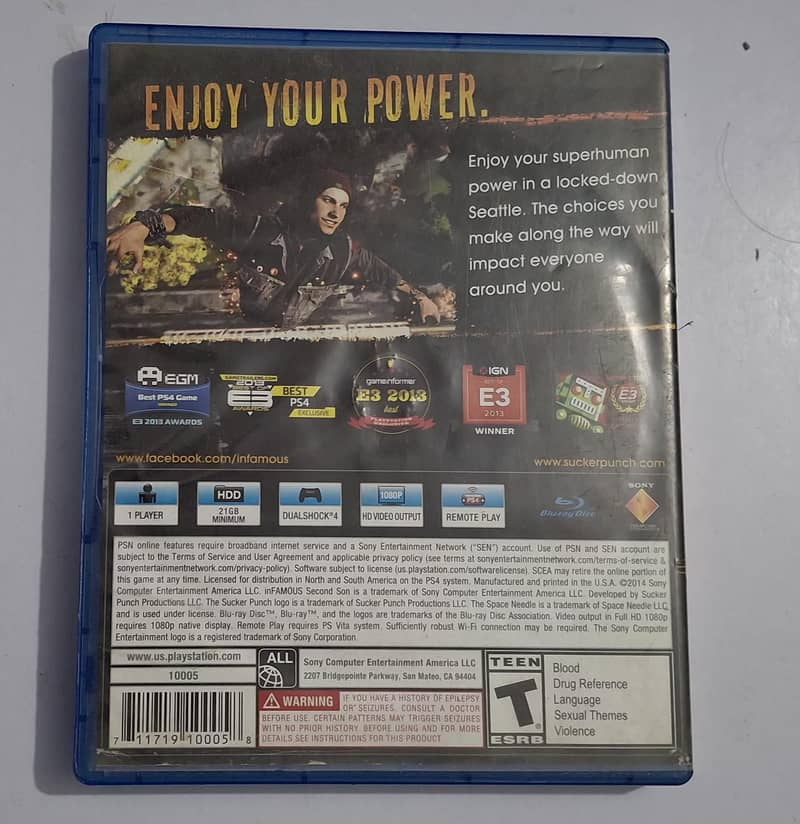 ENJOY YOUR POWER.
Enjoy your superhuman
power in a locked-down
Seattle. The choices you
make along the way will
impact everyone
around you.
EGM
Best PS4 Game
E3 2013 AWARDS
GAMETRAILERS.COM
2013
BEST OF
E3
AWARDS
BEST
PS4
EXCLUSIVE
gameinformer
E3 2013
best
IGN
BEST OF
E3
2013
WINNER
E3
www.facebook.com/infamous
www.suckerpunch.com
1 PLAYER
HDD
21GB
MINIMUM
DUALSHOCK®4
1080P
HD VIDEO OUTPUT
PS4
REMOTE PLAY
Blu-ray Disc
SONY
PSN online features require broadband internet service and a Sony Entertainment Network ("SEN") account. Use of PSN and SEN account are
subject to the Terms of Service and User Agreement and applicable privacy policy (see terms at sonyentertainmentnetwork.com/terms-of-service &
sonyentertainmentnetwork.com/privacy-policy). Software subject to license (us.playstation.com/softwarelicense). SCEA may retire the online portion of
this game at any time. Licensed for distribution in North and South America on the PS4 system. Manufactured and printed in the U.S.A. ©2014 Sony
Computer Entertainment America LLC. inFAMOUS Second Son is a trademark of Sony Computer Entertainment America LLC. Developed by Sucker
Punch Productions LLC. The Sucker Punch logo is a trademark of Sucker Punch Productions LLC. The Space Needle is a trademark of Space Needle LLC
and is used under license. Blu-ray Disc™, Blu-ray™, and the logos are trademarks of the Blu-ray Disc Association. Video output in Full HD 1080p
requires 1080p native display. Remote Play requires PS Vita system. Sufficiently robust Wi-Fi connection may be required. The Sony Computer
Entertainment logo is a registered trademark of Sony Corporation.
www.us.playstation.com
10005
7 11719 10005 8
ALL
Sony Computer Entertainment America LLC
2207 Bridgepointe Parkway, San Mateo, CA 94404
WARNING
IF YOU HAVE A HISTORY OF EPILEPSY
OR SEIZURES, CONSULT A DOCTOR
BEFORE USE. CERTAIN PATTERNS MAY TRIGGER SEIZURES
WITH NO PRIOR HISTORY. BEFORE USING AND FOR MORE
DETAILS SEE INSTRUCTIONS FOR THIS PRODUCT.
TEEN
T
ESRB
Blood
Drug Reference
Language
Sexual Themes
Violence